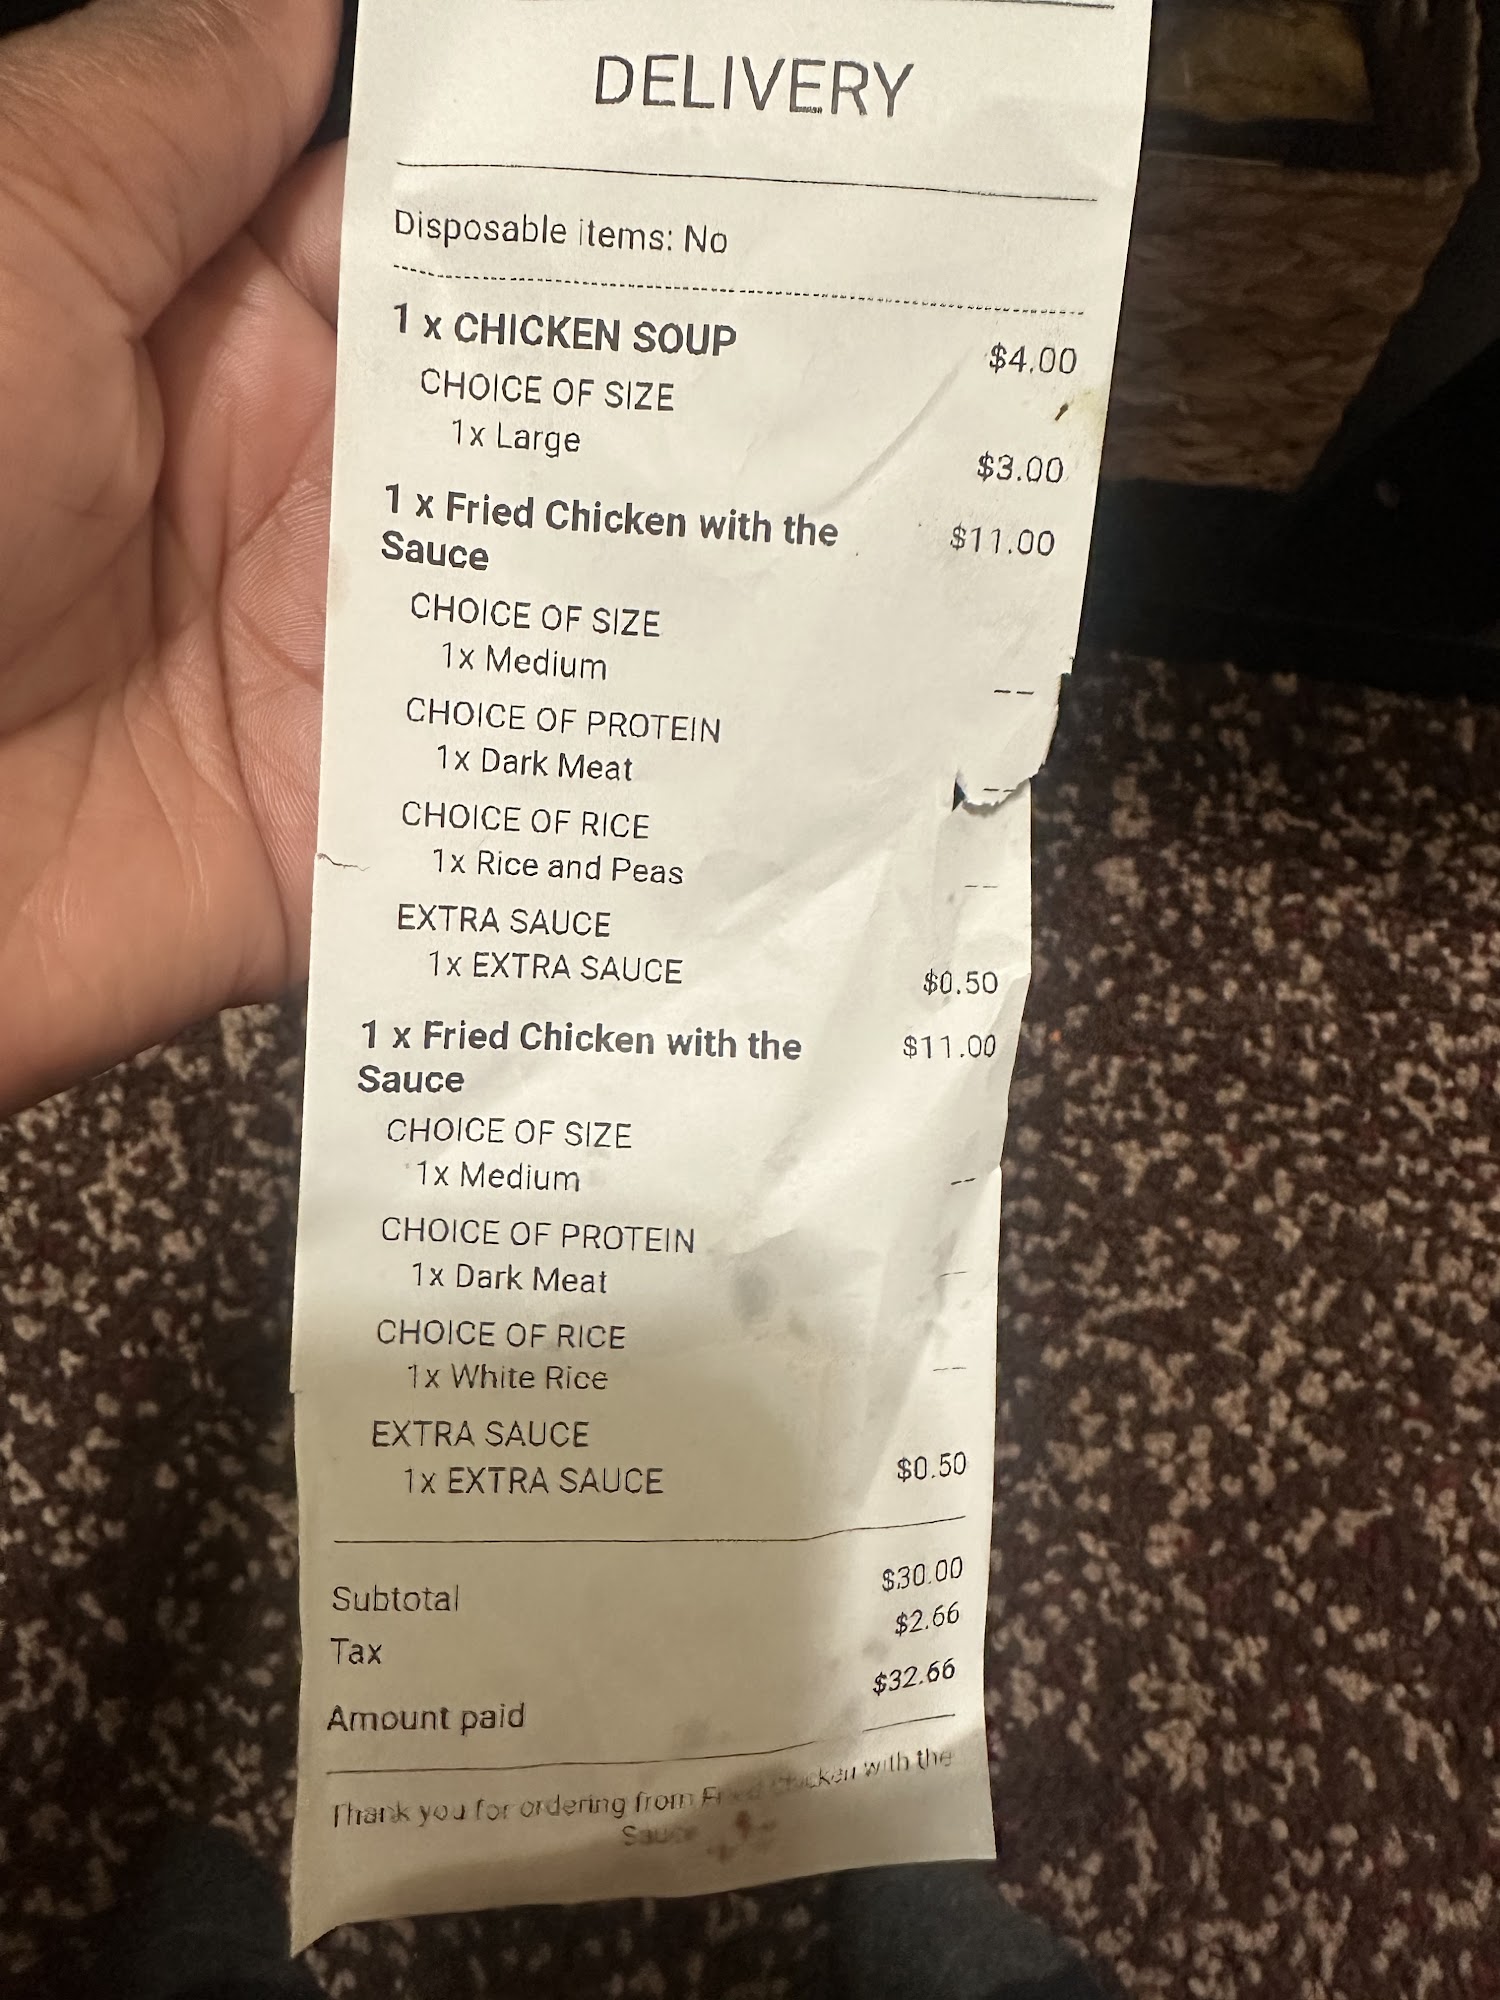 DELIVERY
Disposable items: No
1 x CHICKEN SOUP $4.00
CHOICE OF SIZE
1x Large $3.00
1 x Fried Chicken with the $11.00
Sauce
CHOICE OF SIZE
1x Medium --
CHOICE OF PROTEIN
1x Dark Meat --
CHOICE OF RICE
1x Rice and Peas --
EXTRA SAUCE
1x EXTRA SAUCE $0.50
1 x Fried Chicken with the $11.00
Sauce
CHOICE OF SIZE
1x Medium --
CHOICE OF PROTEIN
1x Dark Meat --
CHOICE OF RICE
1x White Rice --
EXTRA SAUCE
1x EXTRA SAUCE $0.50
Subtotal $30.00
Tax $2.66
Amount paid $32.66
Thank you for ordering from Fried Chicken with the
Sauce